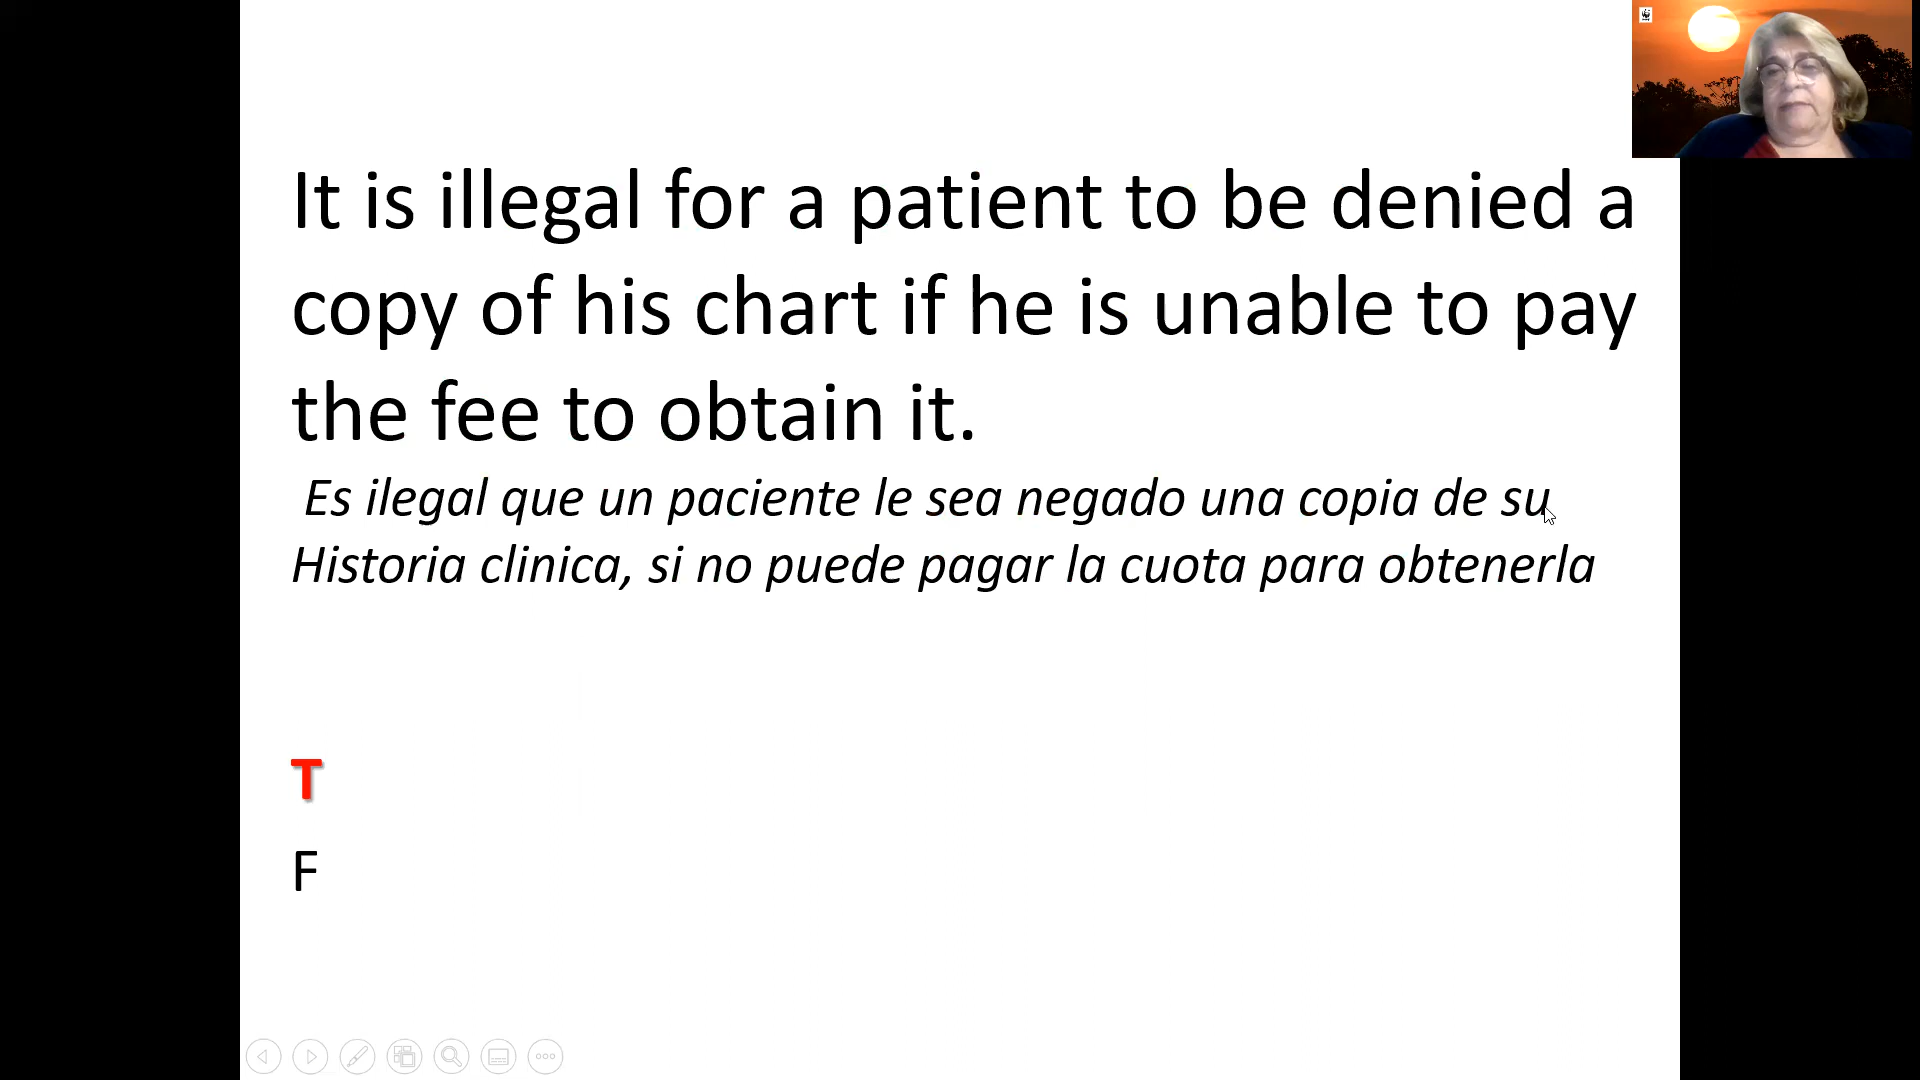 It is illegal for a patient to be denied a
copy of his chart if he is unable to pay
the fee to obtain it.
Es ilegal que un paciente le sea negado una copia de su
Historia clinica, si no puede pagar la cuota para obtenerla
T
F